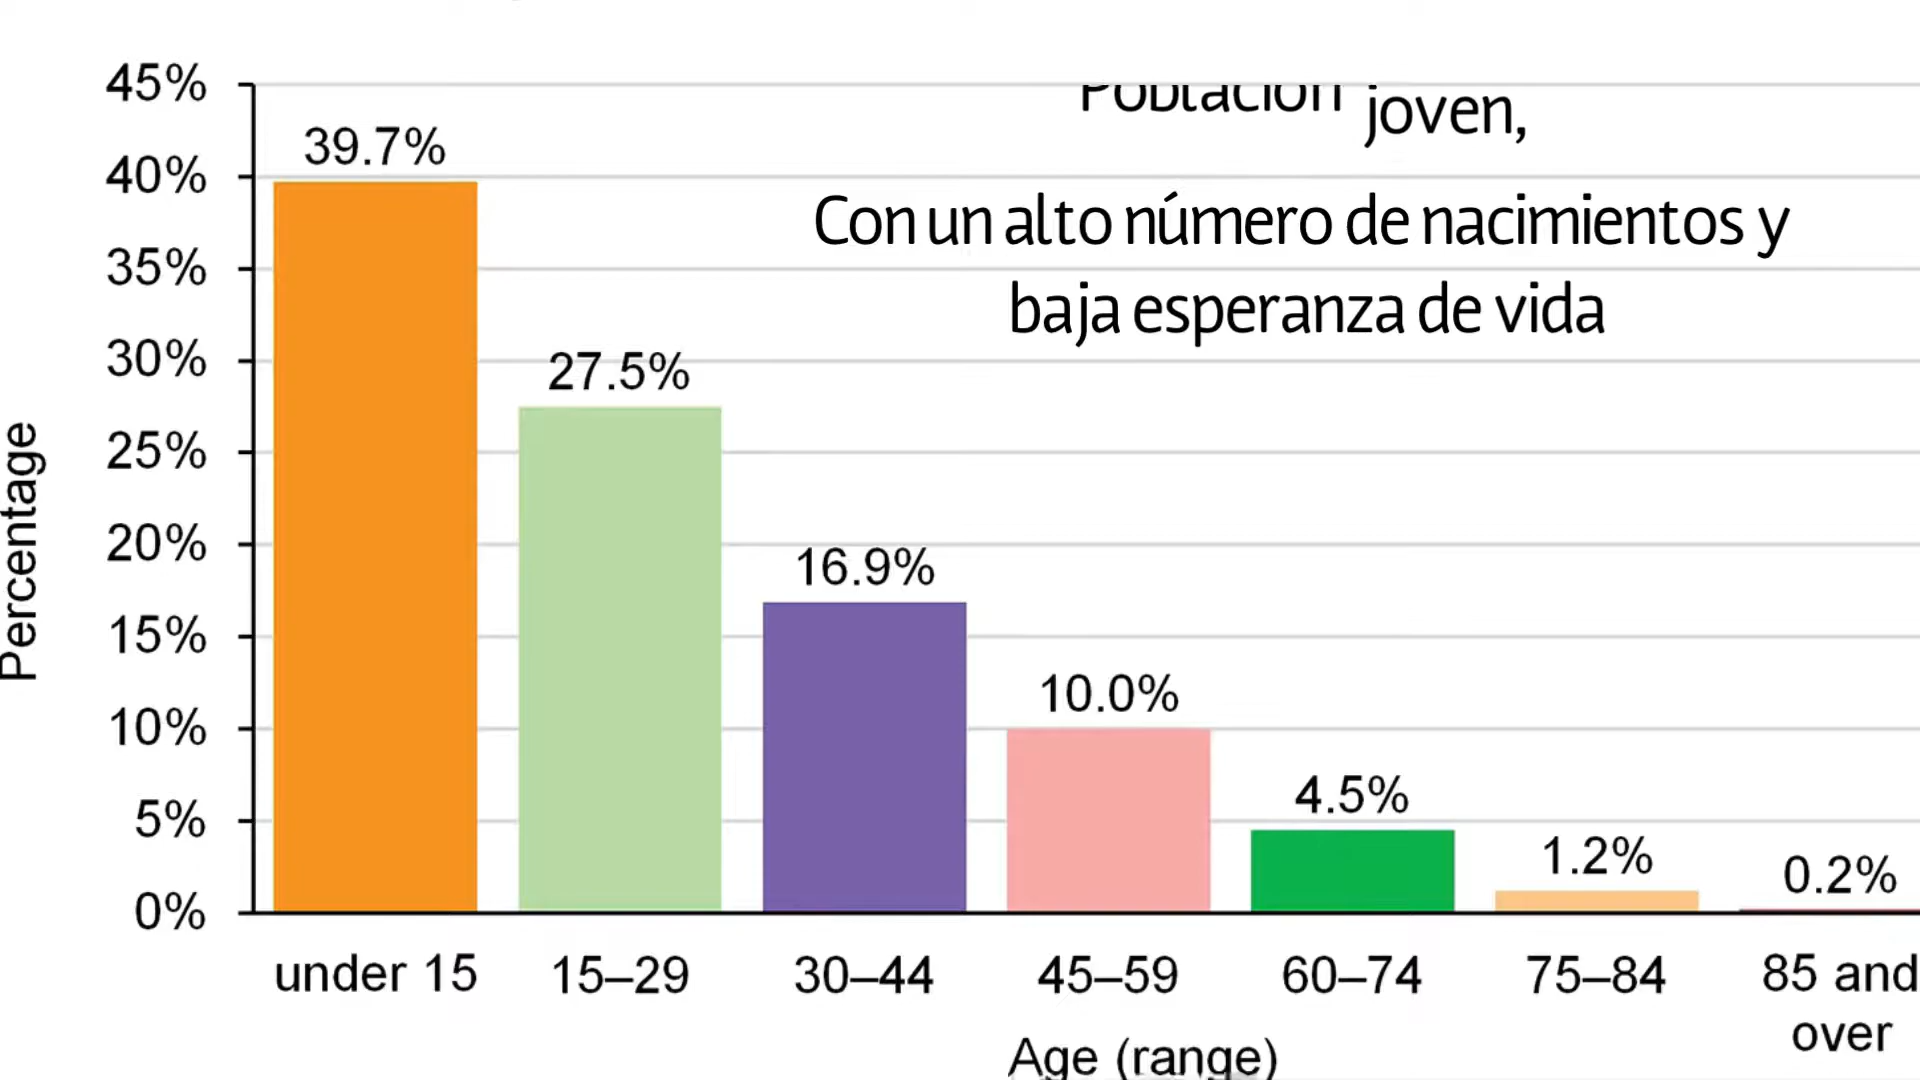 45%
40%
35%
30%
25%
20%
15%
10%
5%
0%
Percentage
39.7%
27.5%
16.9%
10.0%
4.5%
1.2%
0.2%
Población joven,
Con un alto número de nacimientos y
baja esperanza de vida
under 15
15–29
30–44
45–59
60–74
75–84
85 and
over
Age (range)